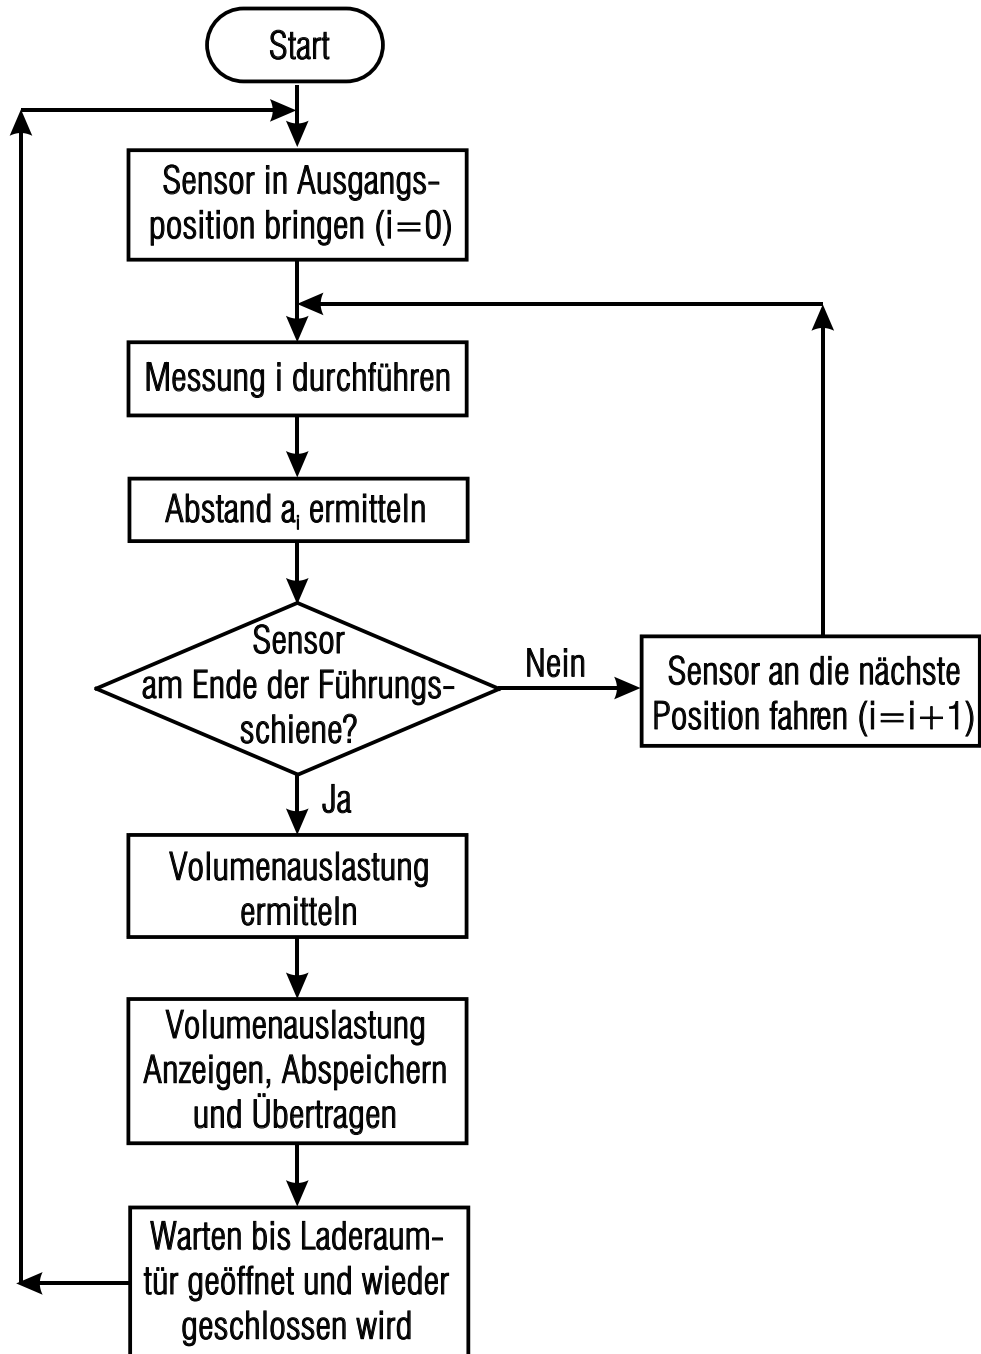 Start
Sensor in Ausgangs-
position bringen (i=0)
Messung i durchführen
Abstand aᵢ ermitteln
Sensor
am Ende der Führungs-
schiene?
Nein
Sensor an die nächste
Position fahren (i=i+1)
Ja
Volumenauslastung
ermitteln
Volumenauslastung
Anzeigen, Abspeichern
und Übertragen
Warten bis Laderaum-
tür geöffnet und wieder
geschlossen wird